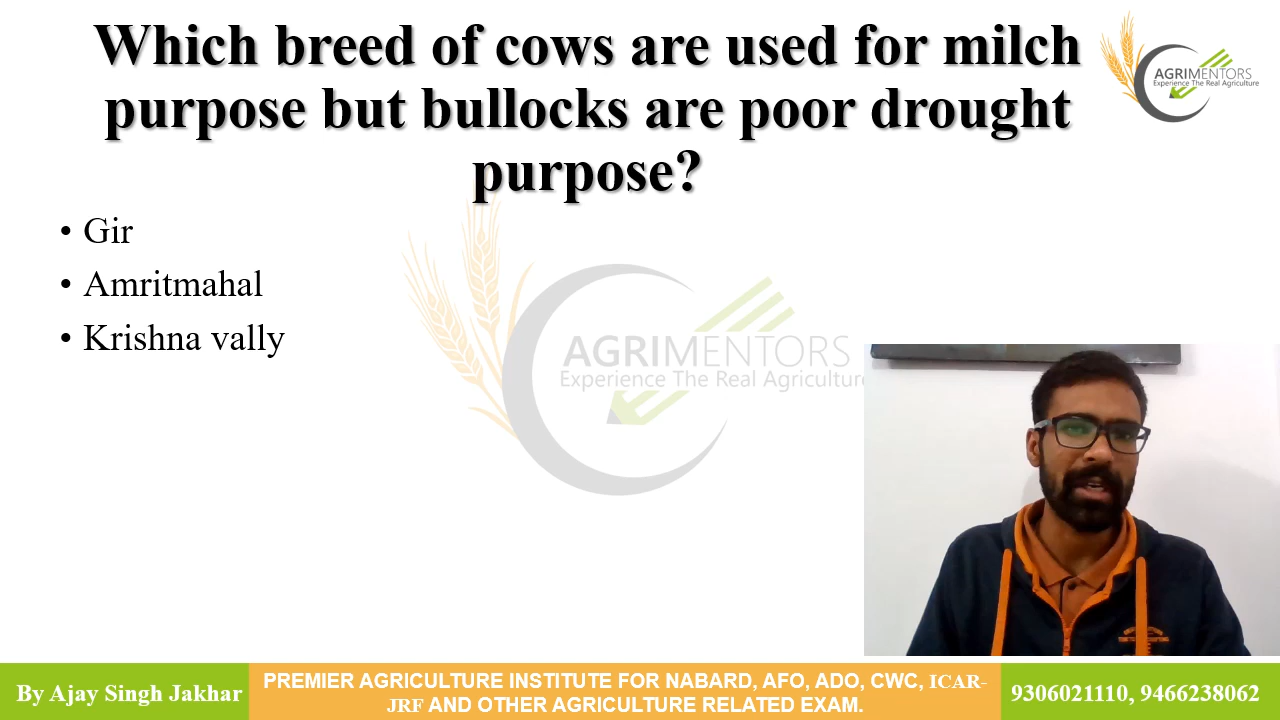 Which breed of cows are used for milch
purpose but bullocks are poor drought
purpose?
AGRIMENTORS
Experience The Real Agriculture
• Gir
• Amritmahal
• Krishna vally
AGRIMENTORS
Experience The Real Agriculture
By Ajay Singh Jakhar
PREMIER AGRICULTURE INSTITUTE FOR NABARD, AFO, ADO, CWC, ICAR-
JRF AND OTHER AGRICULTURE RELATED EXAM.
9306021110, 9466238062